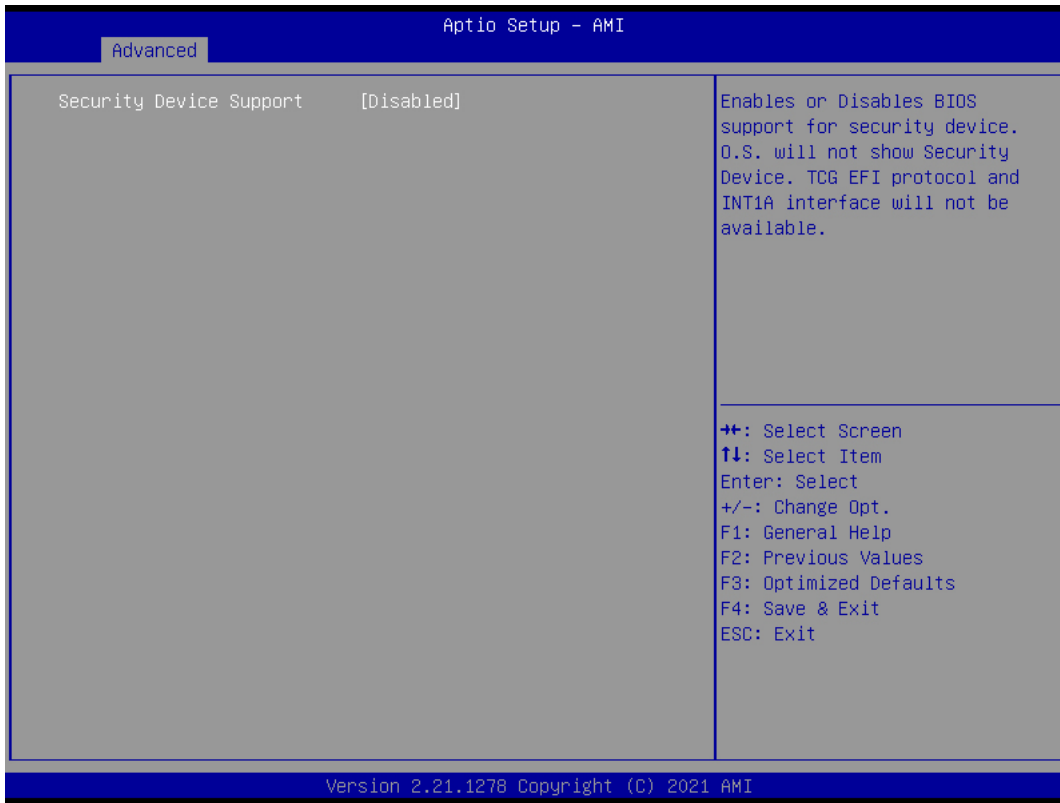 Aptio Setup – AMI
Advanced
Security Device Support [Disabled]
Enables or Disables BIOS
support for security device.
O.S. will not show Security
Device. TCG EFI protocol and
INT1A interface will not be
available.
→←: Select Screen
↑↓: Select Item
Enter: Select
+/-: Change Opt.
F1: General Help
F2: Previous Values
F3: Optimized Defaults
F4: Save & Exit
ESC: Exit
Version 2.21.1278 Copyright (C) 2021 AMI